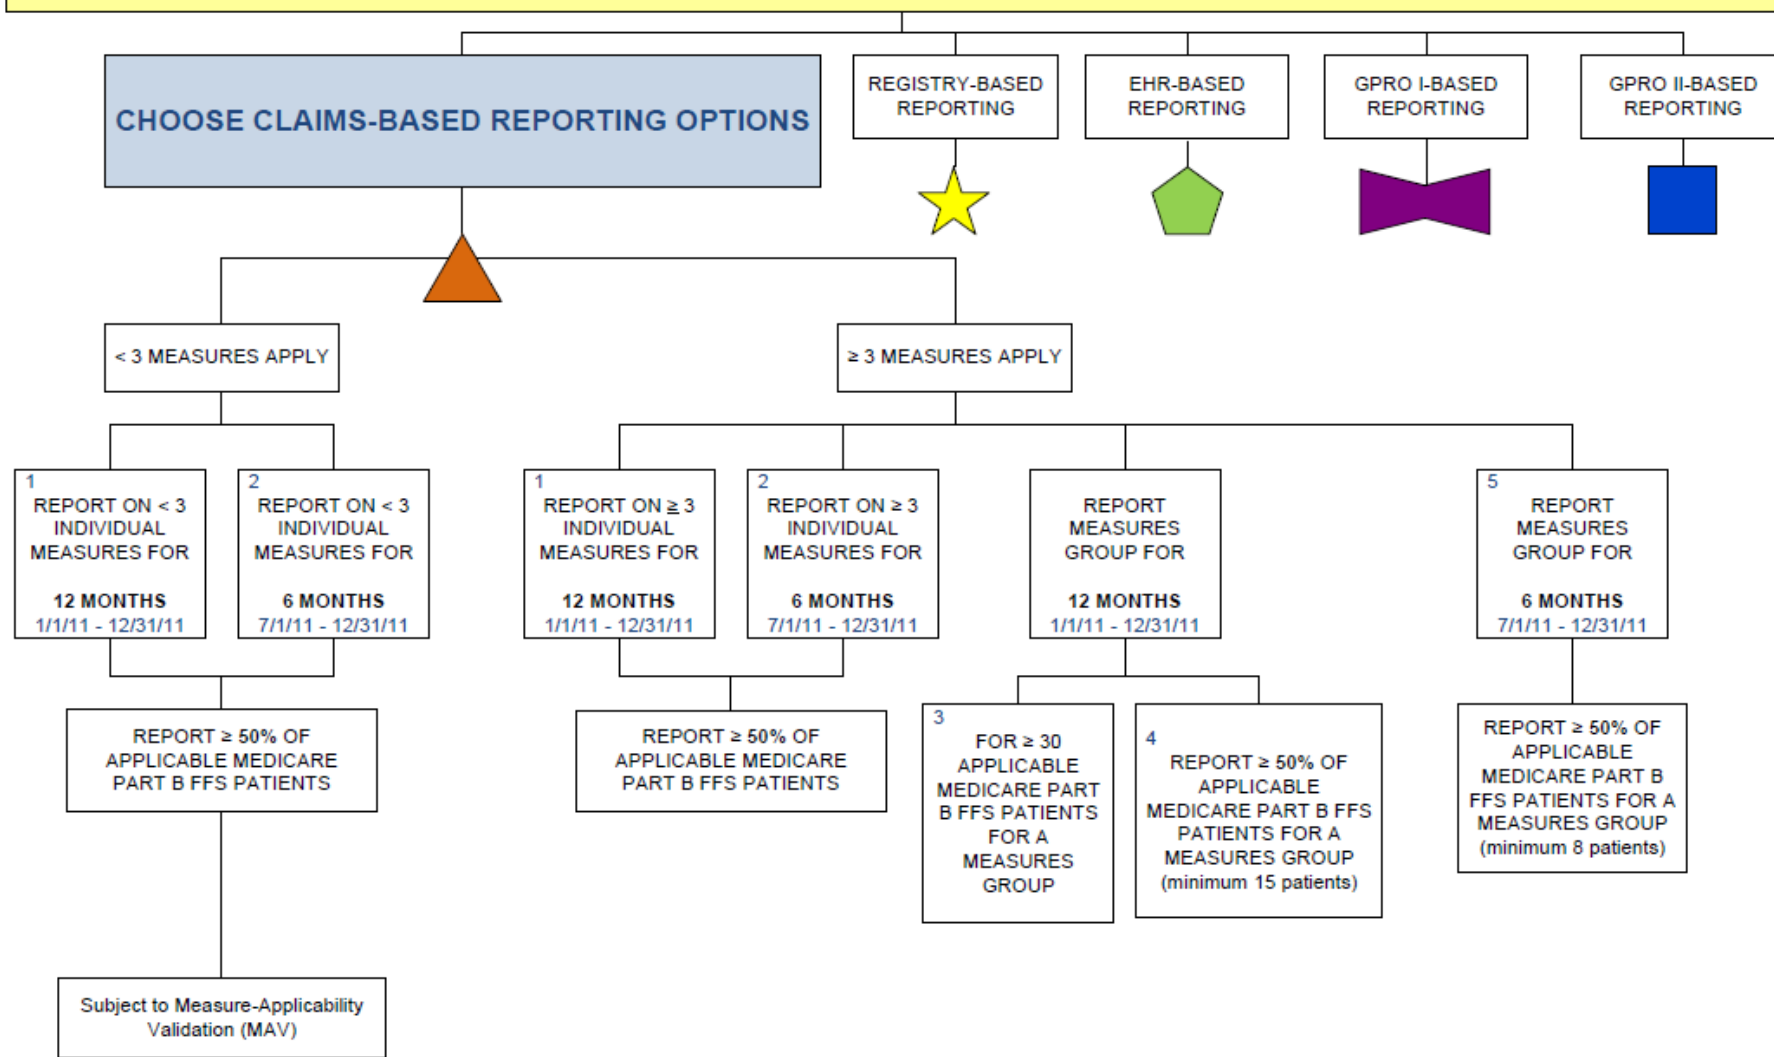 CHOOSE CLAIMS-BASED REPORTING OPTIONS
REGISTRY-BASED
REPORTING
EHR-BASED
REPORTING
GPRO I-BASED
REPORTING
GPRO II-BASED
REPORTING
< 3 MEASURES APPLY
≥ 3 MEASURES APPLY
1
REPORT ON < 3
INDIVIDUAL
MEASURES FOR
12 MONTHS
1/1/11 - 12/31/11
2
REPORT ON < 3
INDIVIDUAL
MEASURES FOR
6 MONTHS
7/1/11 - 12/31/11
1
REPORT ON ≥ 3
INDIVIDUAL
MEASURES FOR
12 MONTHS
1/1/11 - 12/31/11
2
REPORT ON ≥ 3
INDIVIDUAL
MEASURES FOR
6 MONTHS
7/1/11 - 12/31/11
REPORT
MEASURES
GROUP FOR
12 MONTHS
1/1/11 - 12/31/11
5
REPORT
MEASURES
GROUP FOR
6 MONTHS
7/1/11 - 12/31/11
REPORT ≥ 50% OF
APPLICABLE MEDICARE
PART B FFS PATIENTS
REPORT ≥ 50% OF
APPLICABLE MEDICARE
PART B FFS PATIENTS
3
FOR ≥ 30
APPLICABLE
MEDICARE PART
B FFS PATIENTS
FOR A
MEASURES
GROUP
4
REPORT ≥ 50% OF
APPLICABLE
MEDICARE PART B FFS
PATIENTS FOR A
MEASURES GROUP
(minimum 15 patients)
REPORT ≥ 50% OF
APPLICABLE
MEDICARE PART B
FFS PATIENTS FOR A
MEASURES GROUP
(minimum 8 patients)
Subject to Measure-Applicability
Validation (MAV)